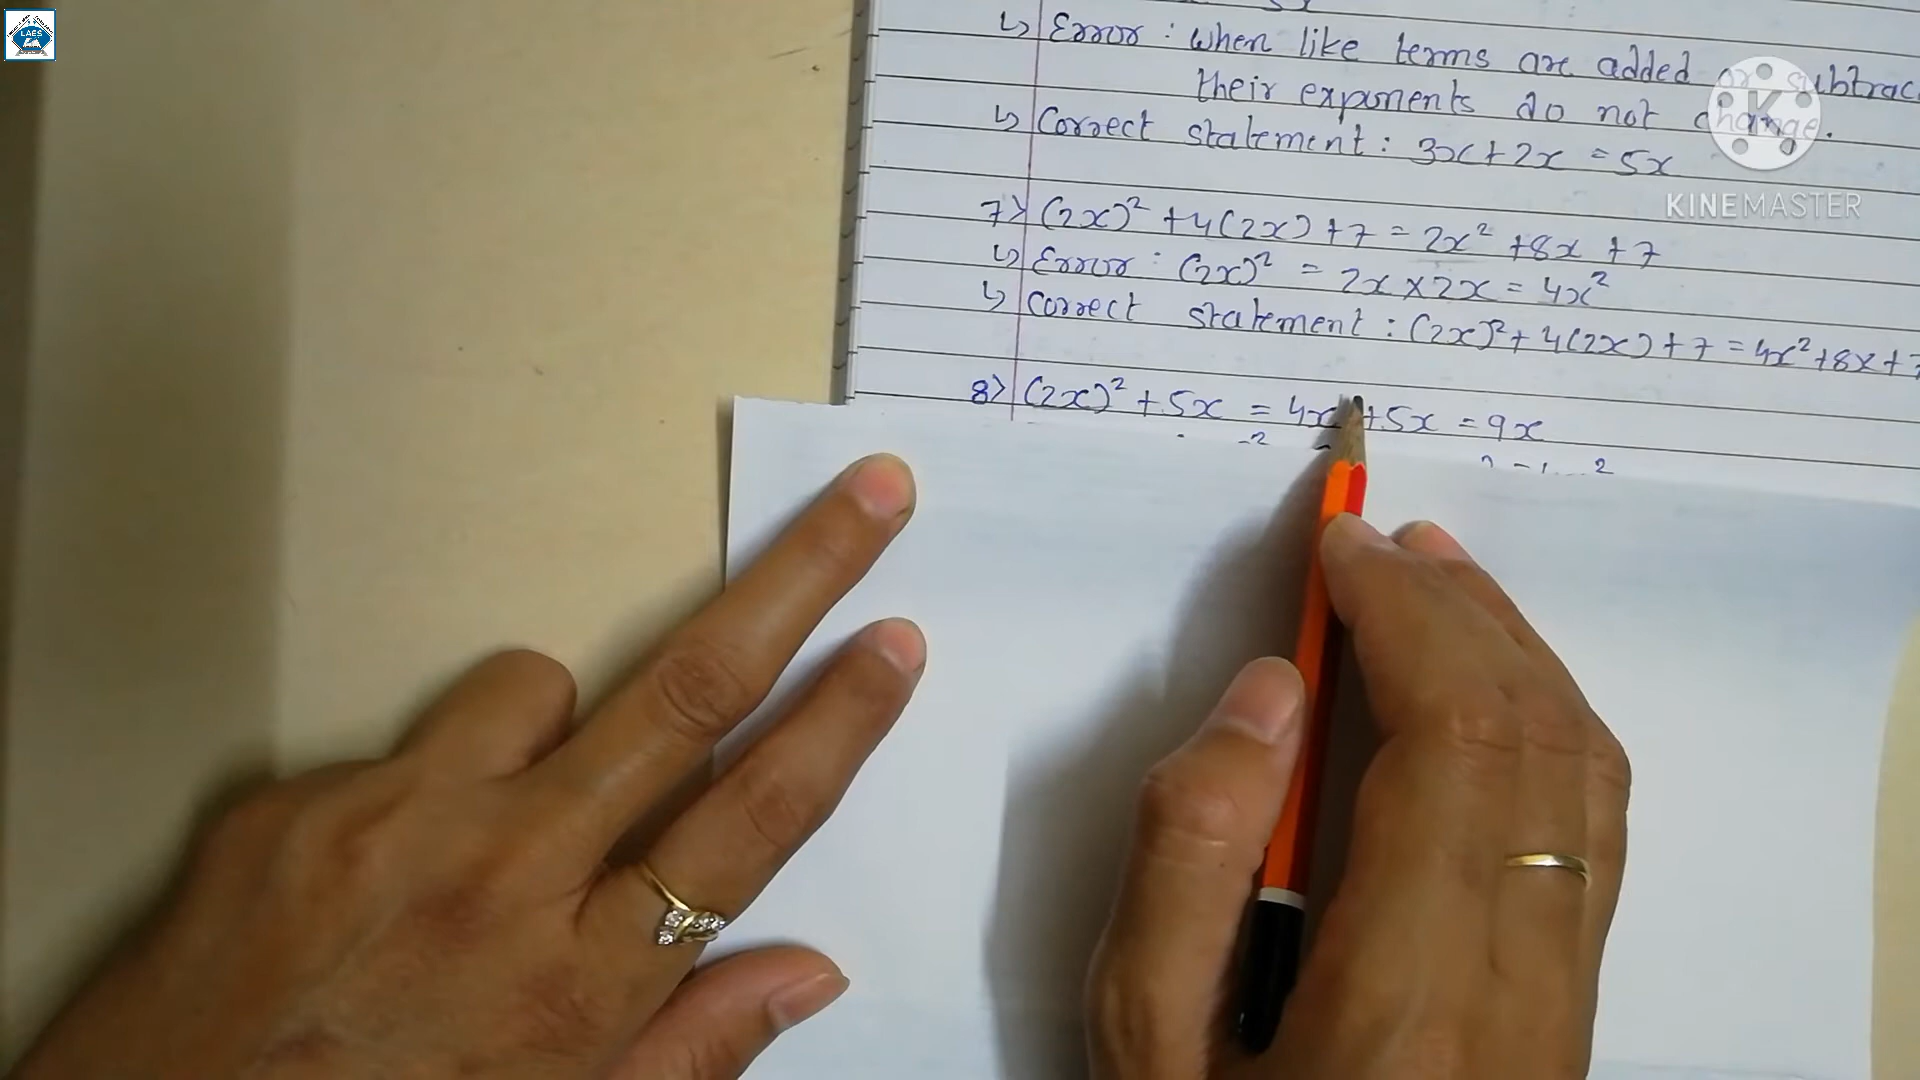 LAES
↳ Error : when like terms are added or subtrac
their exponents do not change.
↳ Correct statement : 3x + 2x = 5x
KINEMASTER
7> (2x)² + 4(2x) + 7 = 2x² + 8x + 7
↳ Error : (2x)² = 2x × 2x = 4x²
↳ Correct statement : (2x)² + 4(2x) + 7 = 4x² + 8x + 7
8> (2x)² + 5x = 4x + 5x = 9x